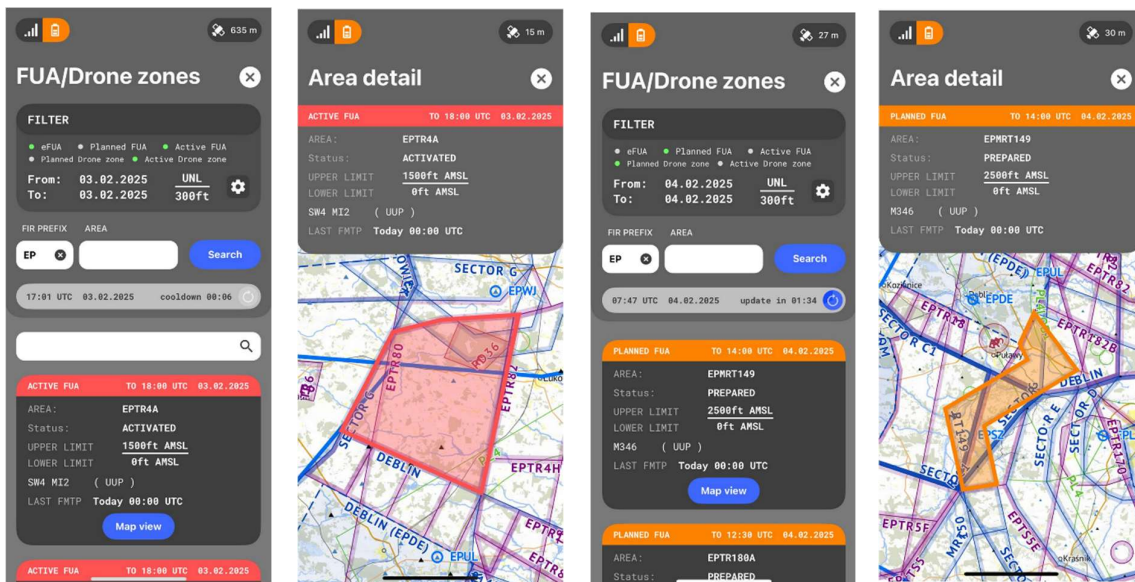 635 m
FUA/Drone zones
FILTER
eFUA Planned FUA Active FUA
Planned Drone zone Active Drone zone
From: 03.02.2025 UNL
To: 03.02.2025 300ft
FIR PREFIX AREA
EP Search
17:01 UTC 03.02.2025 cooldown 00:06
ACTIVE FUA TO 18:00 UTC 03.02.2025
AREA: EPTR4A
Status: ACTIVATED
UPPER LIMIT 1500ft AMSL
LOWER LIMIT 0ft AMSL
SW4 MI2 ( UUP )
LAST FMTP Today 00:00 UTC
Map view
ACTIVE FUA TO 18:00 UTC 03.02.2025
15 m
Area detail
ACTIVE FUA TO 18:00 UTC 03.02.2025
AREA: EPTR4A
Status: ACTIVATED
UPPER LIMIT 1500ft AMSL
LOWER LIMIT 0ft AMSL
SW4 MI2 ( UUP )
LAST FMTP Today 00:00 UTC
SECTOR G
EPWJ
EPTR80
EPTR82
SECTOR G
DEBLIN
EPTR4H
DEBLIN (EPDE)
EPUL
27 m
FUA/Drone zones
FILTER
eFUA Planned FUA Active FUA
Planned Drone zone Active Drone zone
From: 04.02.2025 UNL
To: 04.02.2025 300ft
FIR PREFIX AREA
EP Search
07:47 UTC 04.02.2025 update in 01:34
PLANNED FUA TO 14:00 UTC 04.02.2025
AREA: EPMRT149
Status: PREPARED
UPPER LIMIT 2500ft AMSL
LOWER LIMIT 0ft AMSL
M346 ( UUP )
LAST FMTP Today 00:00 UTC
Map view
PLANNED FUA TO 12:30 UTC 04.02.2025
AREA: EPTR180A
Status: PREPARED
30 m
Area detail
PLANNED FUA TO 14:00 UTC 04.02.2025
AREA: EPMRT149
Status: PREPARED
UPPER LIMIT 2500ft AMSL
LOWER LIMIT 0ft AMSL
M346 ( UUP )
LAST FMTP Today 00:00 UTC
(EPDE) EPUL
EPTR82
Kozienice
EPDE
EPTR18
EPTR82B
SECTOR C1
Puławy
DEBLIN
RT149
SECTOR E
SECTOR D
EPTR170
EPTR5F
MR150
EPTS5E
Kraśnik